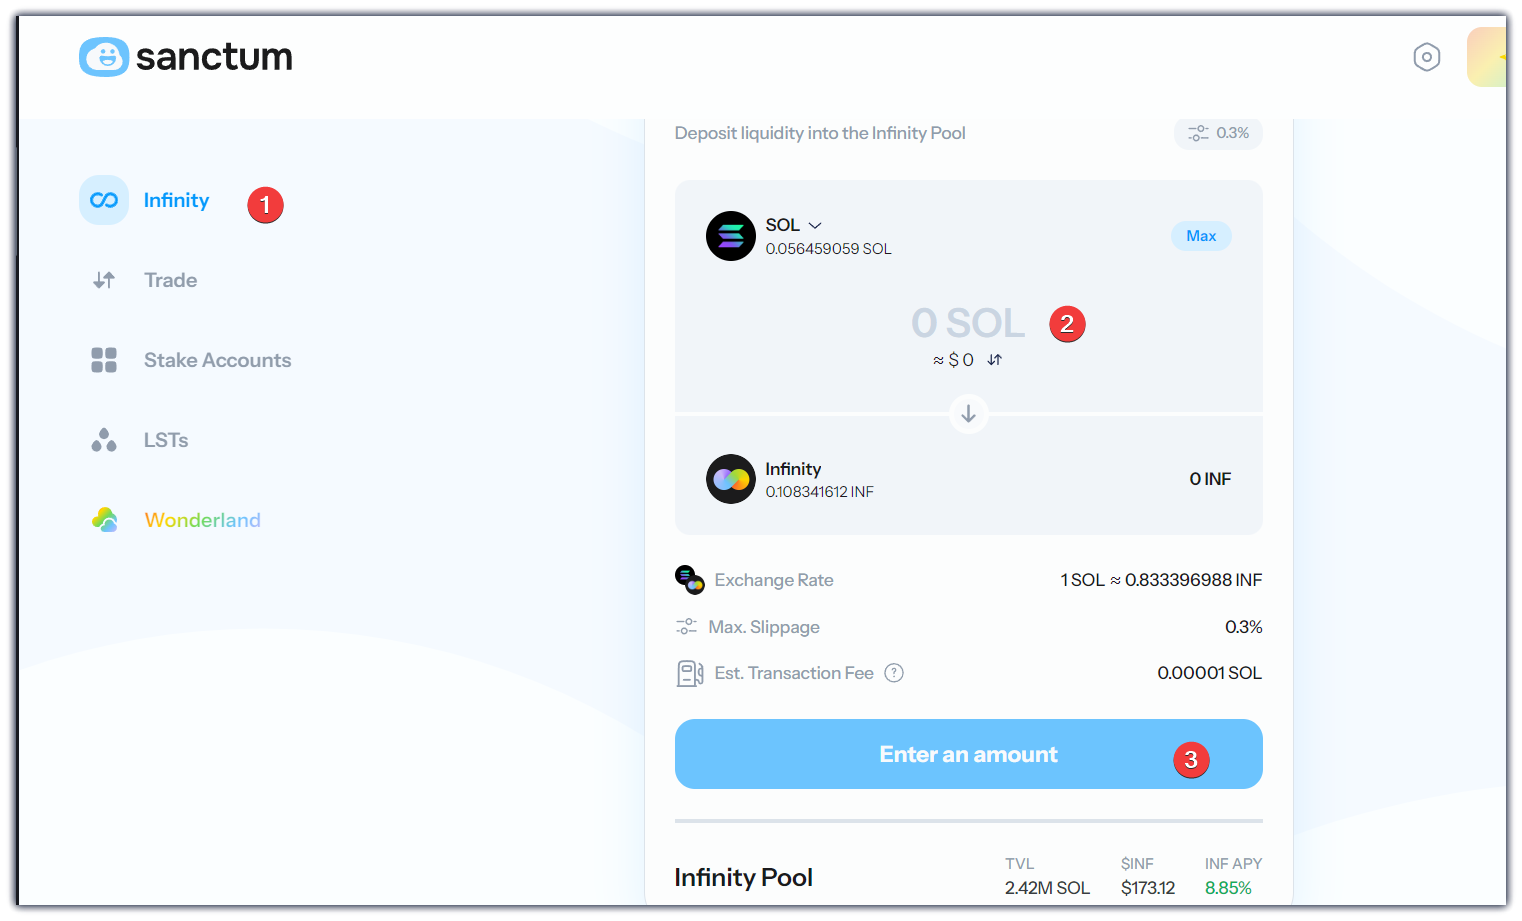 sanctum
Deposit liquidity into the Infinity Pool
0.3%
Infinity
1
Trade
Stake Accounts
LSTs
Wonderland
SOL
0.056459059 SOL
Max
0 SOL
2
≈ $ 0
Infinity
0.108341612 INF
0 INF
Exchange Rate
1 SOL ≈ 0.833396988 INF
Max. Slippage
0.3%
Est. Transaction Fee ?
0.00001 SOL
Enter an amount
3
Infinity Pool
TVL
2.42M SOL
$INF
$173.12
INF APY
8.85%